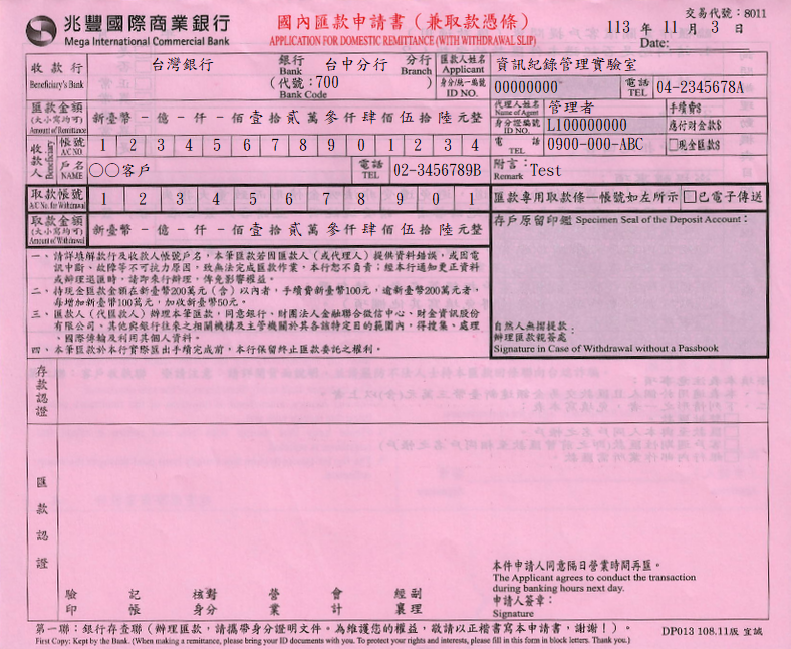 交易代號：8011
兆豐國際商業銀行
Mega International Commercial Bank
國內匯款申請書（兼取款憑條）
APPLICATION FOR DOMESTIC REMITTANCE (WITH WITHDRAWAL SLIP)
113 年 11 月 3 日
Date:
收款行 台灣銀行 銀行 台中分行 分行
Beneficiary's Bank Bank Branch
（代號：700 ）
Bank Code
匯款人姓名 資訊紀錄管理實驗室
Applicant
身分/統一編號 00000000 電話 04-2345678A
ID NO. TEL
匯款金額 新臺幣 - 億 - 仟 - 佰 壹 拾 貳 萬 參 仟 肆 佰 伍 拾 陸 元整
（大小寫均可）
Amount of Remittance
代理人姓名 管理者 手續費$
Name of Agent
身分證編號 L100000000 應付財金款$
ID NO.
收款人 帳號 1 2 3 4 5 6 7 8 9 0 1 2 3 4
Beneficiary A/C NO.
電話 0900-000-ABC □現金匯款$
TEL
戶名 ○○客戶 電話 02-3456789B
NAME TEL
附言： Test
Remark
取款帳號 1 2 3 4 5 6 7 8 9 0 1
A/C No. for Withdrawal
匯款專用取款條—帳號如左所示 □已電子傳送
取款金額 新臺幣 - 億 - 仟 - 佰 壹 拾 貳 萬 參 仟 肆 佰 伍 拾 陸 元整
（大小寫均可）
Amount of Withdrawal
存戶原留印鑑 Specimen Seal of the Deposit Account：
一、請詳填解款行及收款人帳號戶名，本筆匯款若因匯款人（或代理人）提供資料錯誤，或因電
訊中斷、故障等不可抗力原因，致無法完成匯款作業，本行恕不負責；經本行通知更正資料
或辦理退匯時，請即來行辦理，俾免影響權益。
二、持現金匯款金額在新臺幣200萬元（含）以內者，手續費新臺幣100元，逾新臺幣200萬元者，
每增加新臺幣100萬元，加收新臺幣50元。
三、匯款人（代匯款人）辦理本筆匯款，同意銀行、財團法人金融聯合徵信中心、財金資訊股份
有限公司，其他與銀行往來之相關機構及主管機關於其各該特定目的範圍內，得搜集、處理
、國際傳輸及利用其個人資料。
四、本筆匯款於本行實際匯出手續完成前，本行保留終止匯款委託之權利。
自然人無摺提款．
辦理匯款親簽處
Signature in Case of Withdrawal without a Passbook
存款認證
匯款認證
本件申請人同意隔日營業時間再匯。
The Applicant agrees to conduct the transaction
during banking hours next day.
申請人簽章：
Signature
驗印 記帳 核對身分 營業 會計 經副襄理
第一聯：銀行存查聯（辦理匯款，請攜帶身分證明文件。為維護您的權益，敬請以正楷書寫本申請書，謝謝！）。
First Copy: Kept by the Bank. (When making a remittance, please bring your ID documents with you. To protect your rights and interests, please fill in this form in block letters. Thank you.)
DP013 108.11版 宜誠